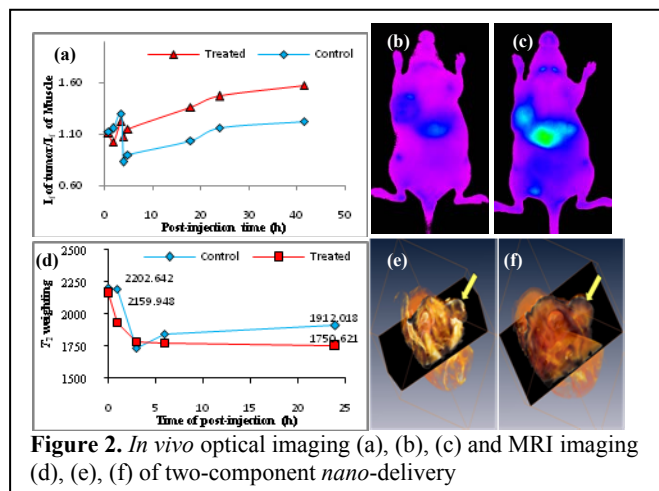 (a)
Treated Control
I_f of tumor/I_f of Muscle
1.60
1.10
0.60
0 10 20 30 40 50
Post-injection time (h)
(b)
(c)
(d)
Control Treated
T₂ weighting
2500
2250
2000
1750
1500
2202.642
2159.948
1912.018
1750.621
0 5 10 15 20 25
Time of post-injection (h)
(e)
(f)
Figure 2. In vivo optical imaging (a), (b), (c) and MRI imaging
(d), (e), (f) of two-component nano-delivery